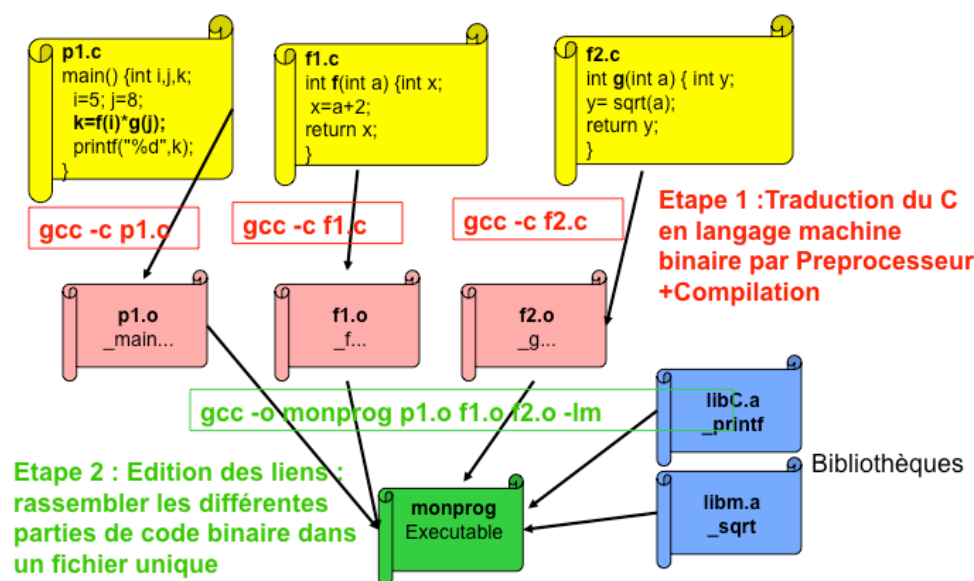 p1.c
main() {int i,j,k;
i=5; j=8;
k=f(i)*g(j);
printf("%d",k);
}
f1.c
int f(int a) {int x;
x=a+2;
return x;
}
f2.c
int g(int a) { int y;
y= sqrt(a);
return y;
}
gcc -c p1.c
gcc -c f1.c
gcc -c f2.c
Etape 1 :Traduction du C
en langage machine
binaire par Preprocesseur
+Compilation
p1.o
_main...
f1.o
_f...
f2.o
_g...
gcc -o monprog p1.o f1.o f2.o -lm
libC.a
_printf
Bibliothèques
libm.a
_sqrt
Etape 2 : Edition des liens :
rassembler les différentes
parties de code binaire dans
un fichier unique
monprog
Executable